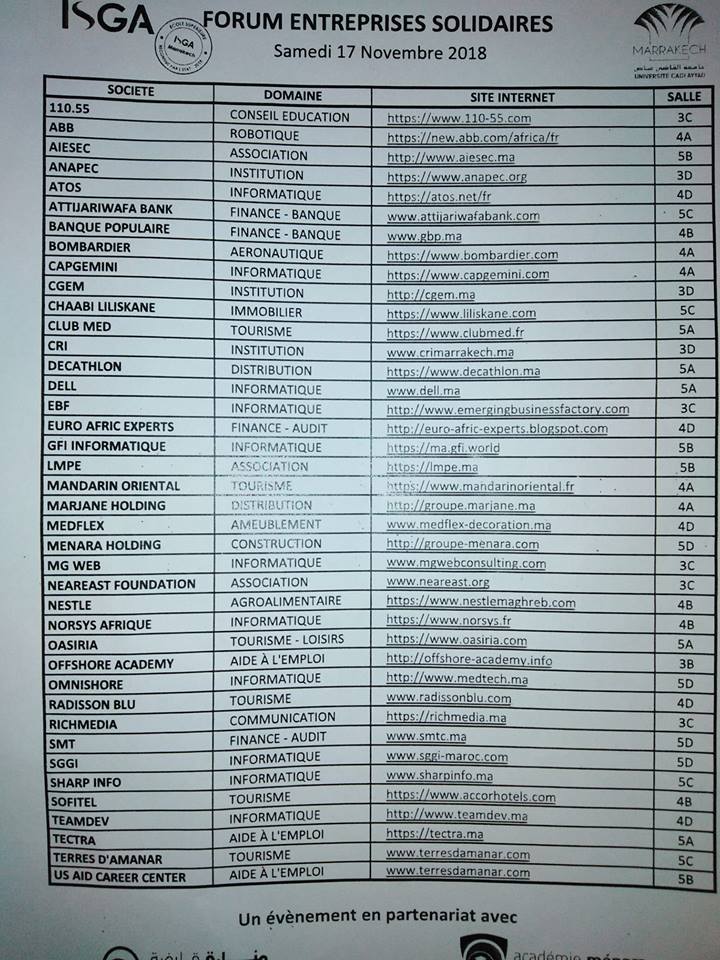 ISGA
ECOLE SUPERIEURE
ISGA
Marrakech
FORUM ENTREPRISES SOLIDAIRES
Samedi 17 Novembre 2018
MARRAKECH
جامعة القاضي عياض
UNIVERSITÉ CADI AYYAD
SOCIETE DOMAINE SITE INTERNET SALLE
110.55 CONSEIL EDUCATION https://www.110-55.com 3C
ABB ROBOTIQUE https://new.abb.com/africa/fr 4A
AIESEC ASSOCIATION http://www.aiesec.ma 5B
ANAPEC INSTITUTION https://www.anapec.org 3D
ATOS INFORMATIQUE https://atos.net/fr 4D
ATTIJARIWAFA BANK FINANCE - BANQUE www.attijariwafabank.com 5C
BANQUE POPULAIRE FINANCE - BANQUE www.gbp.ma 4B
BOMBARDIER AERONAUTIQUE https://www.bombardier.com 4A
CAPGEMINI INFORMATIQUE https://www.capgemini.com 4A
CGEM INSTITUTION http://cgem.ma 3D
CHAABI LILISKANE IMMOBILIER https://www.liliskane.com 5C
CLUB MED TOURISME https://www.clubmed.fr 5A
CRI INSTITUTION www.crimarrakech.ma 3D
DECATHLON DISTRIBUTION https://www.decathlon.ma 5A
DELL INFORMATIQUE www.dell.ma 5A
EBF INFORMATIQUE http://www.emergingbusinessfactory.com 3C
EURO AFRIC EXPERTS FINANCE - AUDIT http://euro-afric-experts.blogspot.com 4D
GFI INFORMATIQUE INFORMATIQUE https://ma.gfi.world 5B
LMPE ASSOCIATION https://lmpe.ma 5B
MANDARIN ORIENTAL TOURISME https://www.mandarinoriental.fr 4A
MARJANE HOLDING DISTRIBUTION http://groupe.marjane.ma 4A
MEDFLEX AMEUBLEMENT www.medflex-decoration.ma 4D
MENARA HOLDING CONSTRUCTION http://groupe-menara.com 5D
MG WEB INFORMATIQUE www.mgwebconsulting.com 3C
NEAREAST FOUNDATION ASSOCIATION www.neareast.org 3C
NESTLE AGROALIMENTAIRE https://www.nestlemaghreb.com 4B
NORSYS AFRIQUE INFORMATIQUE https://www.norsys.fr 4B
OASIRIA TOURISME - LOISIRS https://www.oasiria.com 5A
OFFSHORE ACADEMY AIDE À L'EMPLOI http://offshore-academy.info 3B
OMNISHORE INFORMATIQUE http://www.medtech.ma 5D
RADISSON BLU TOURISME www.radissonblu.com 4D
RICHMEDIA COMMUNICATION https://richmedia.ma 3C
SMT FINANCE - AUDIT www.smtc.ma 5D
SGGI INFORMATIQUE www.sggi-maroc.com 5D
SHARP INFO INFORMATIQUE www.sharpinfo.ma 5C
SOFITEL TOURISME https://www.accorhotels.com 4B
TEAMDEV INFORMATIQUE http://www.teamdev.ma 4D
TECTRA AIDE À L'EMPLOI https://tectra.ma 5A
TERRES D'AMANAR TOURISME www.terresdamanar.com 5C
US AID CAREER CENTER AIDE À L'EMPLOI www.terresdamanar.com 5B
Un évènement en partenariat avec
académie